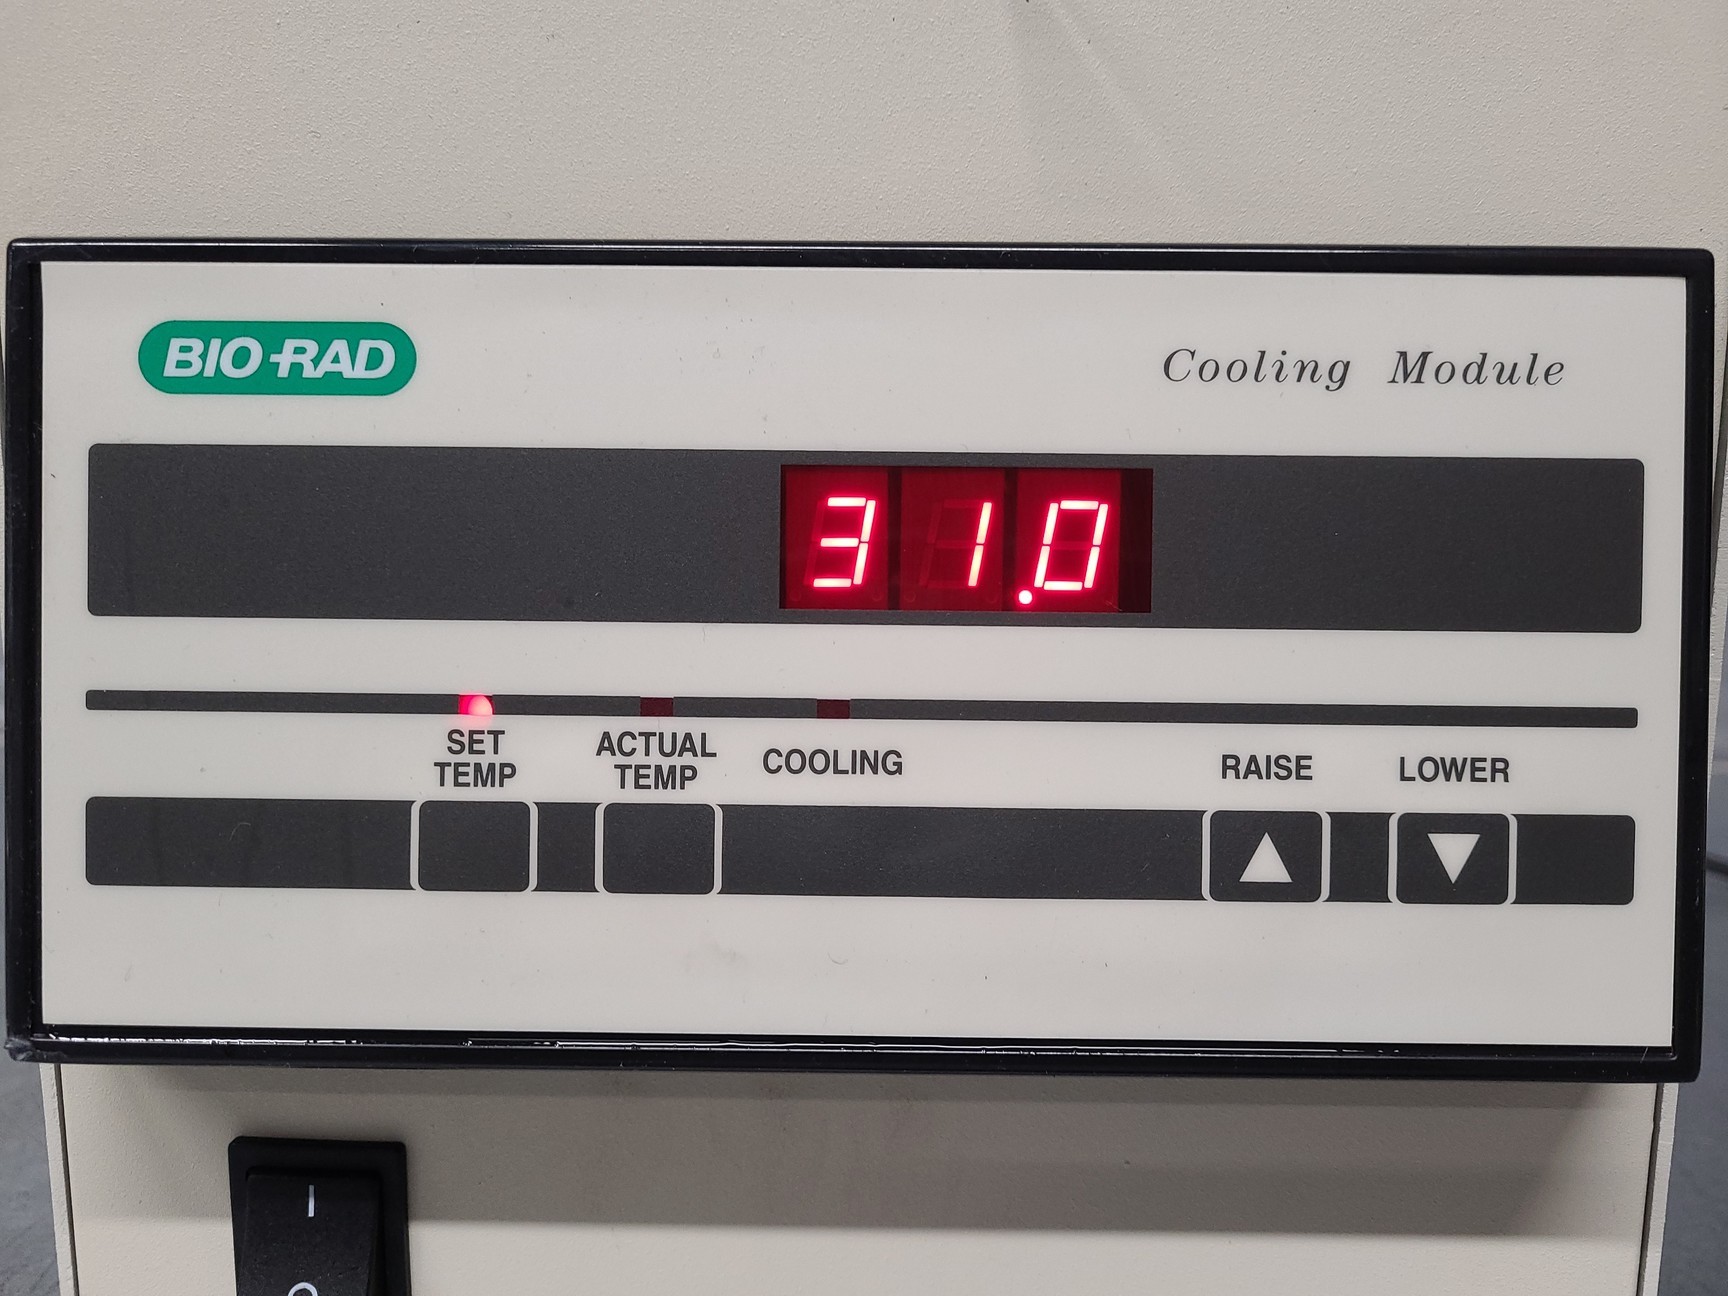 BIO-RAD
Cooling Module
31.0
SET
TEMP
ACTUAL
TEMP
COOLING
RAISE
LOWER